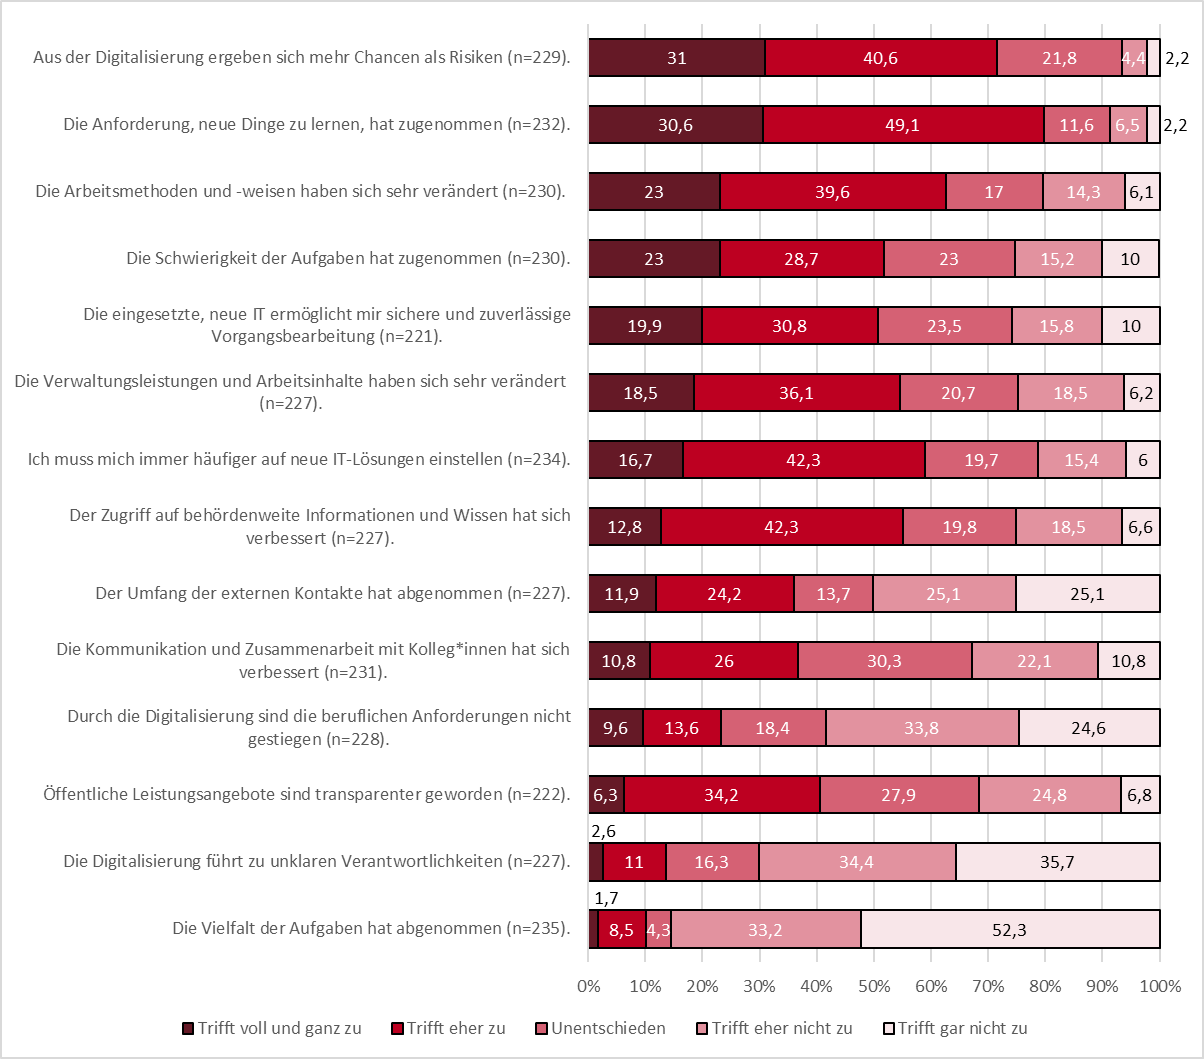 Aus der Digitalisierung ergeben sich mehr Chancen als Risiken (n=229).
31 40,6 21,8 4,4 2,2
Die Anforderung, neue Dinge zu lernen, hat zugenommen (n=232).
30,6 49,1 11,6 6,5 2,2
Die Arbeitsmethoden und -weisen haben sich sehr verändert (n=230).
23 39,6 17 14,3 6,1
Die Schwierigkeit der Aufgaben hat zugenommen (n=230).
23 28,7 23 15,2 10
Die eingesetzte, neue IT ermöglicht mir sichere und zuverlässige
Vorgangsbearbeitung (n=221).
19,9 30,8 23,5 15,8 10
Die Verwaltungsleistungen und Arbeitsinhalte haben sich sehr verändert
(n=227).
18,5 36,1 20,7 18,5 6,2
Ich muss mich immer häufiger auf neue IT-Lösungen einstellen (n=234).
16,7 42,3 19,7 15,4 6
Der Zugriff auf behördenweite Informationen und Wissen hat sich
verbessert (n=227).
12,8 42,3 19,8 18,5 6,6
Der Umfang der externen Kontakte hat abgenommen (n=227).
11,9 24,2 13,7 25,1 25,1
Die Kommunikation und Zusammenarbeit mit Kolleg*innen hat sich
verbessert (n=231).
10,8 26 30,3 22,1 10,8
Durch die Digitalisierung sind die beruflichen Anforderungen nicht
gestiegen (n=228).
9,6 13,6 18,4 33,8 24,6
Öffentliche Leistungsangebote sind transparenter geworden (n=222).
6,3 34,2 27,9 24,8 6,8
Die Digitalisierung führt zu unklaren Verantwortlichkeiten (n=227).
2,6 11 16,3 34,4 35,7
Die Vielfalt der Aufgaben hat abgenommen (n=235).
1,7 8,5 4,3 33,2 52,3
0% 10% 20% 30% 40% 50% 60% 70% 80% 90% 100%
Trifft voll und ganz zu Trifft eher zu Unentschieden Trifft eher nicht zu Trifft gar nicht zu